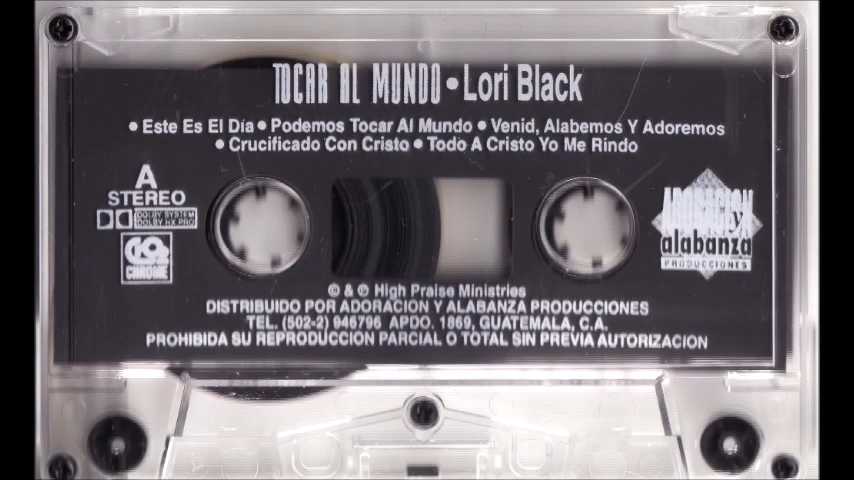 TOCAR AL MUNDO • Lori Black
• Este Es El Día • Podemos Tocar Al Mundo • Venid, Alabemos Y Adoremos
• Crucificado Con Cristo • Todo A Cristo Yo Me Rindo
A
STEREO
DOLBY SYSTEM
DOLBY HX PRO
CrO2
CHROME
ADORACION
y
alabanza
PRODUCCIONES
© & ℗ High Praise Ministries
DISTRIBUIDO POR ADORACION Y ALABANZA PRODUCCIONES
TEL. (502-2) 946796 APDO. 1869, GUATEMALA, C.A.
PROHIBIDA SU REPRODUCCION PARCIAL O TOTAL SIN PREVIA AUTORIZACION